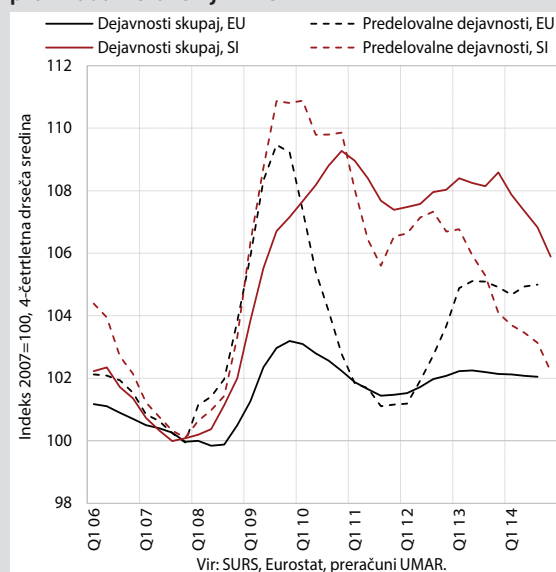 Dejavnosti skupaj, EU
Predelovalne dejavnosti, EU
Dejavnosti skupaj, SI
Predelovalne dejavnosti, SI
Indeks 2007=100, 4-četrtletna drseča sredina
112
110
108
106
104
102
100
98
Q1 06
Q1 07
Q1 08
Q1 09
Q1 10
Q1 11
Q1 12
Q1 13
Q1 14
Vir: SURS, Eurostat, preračuni UMAR.